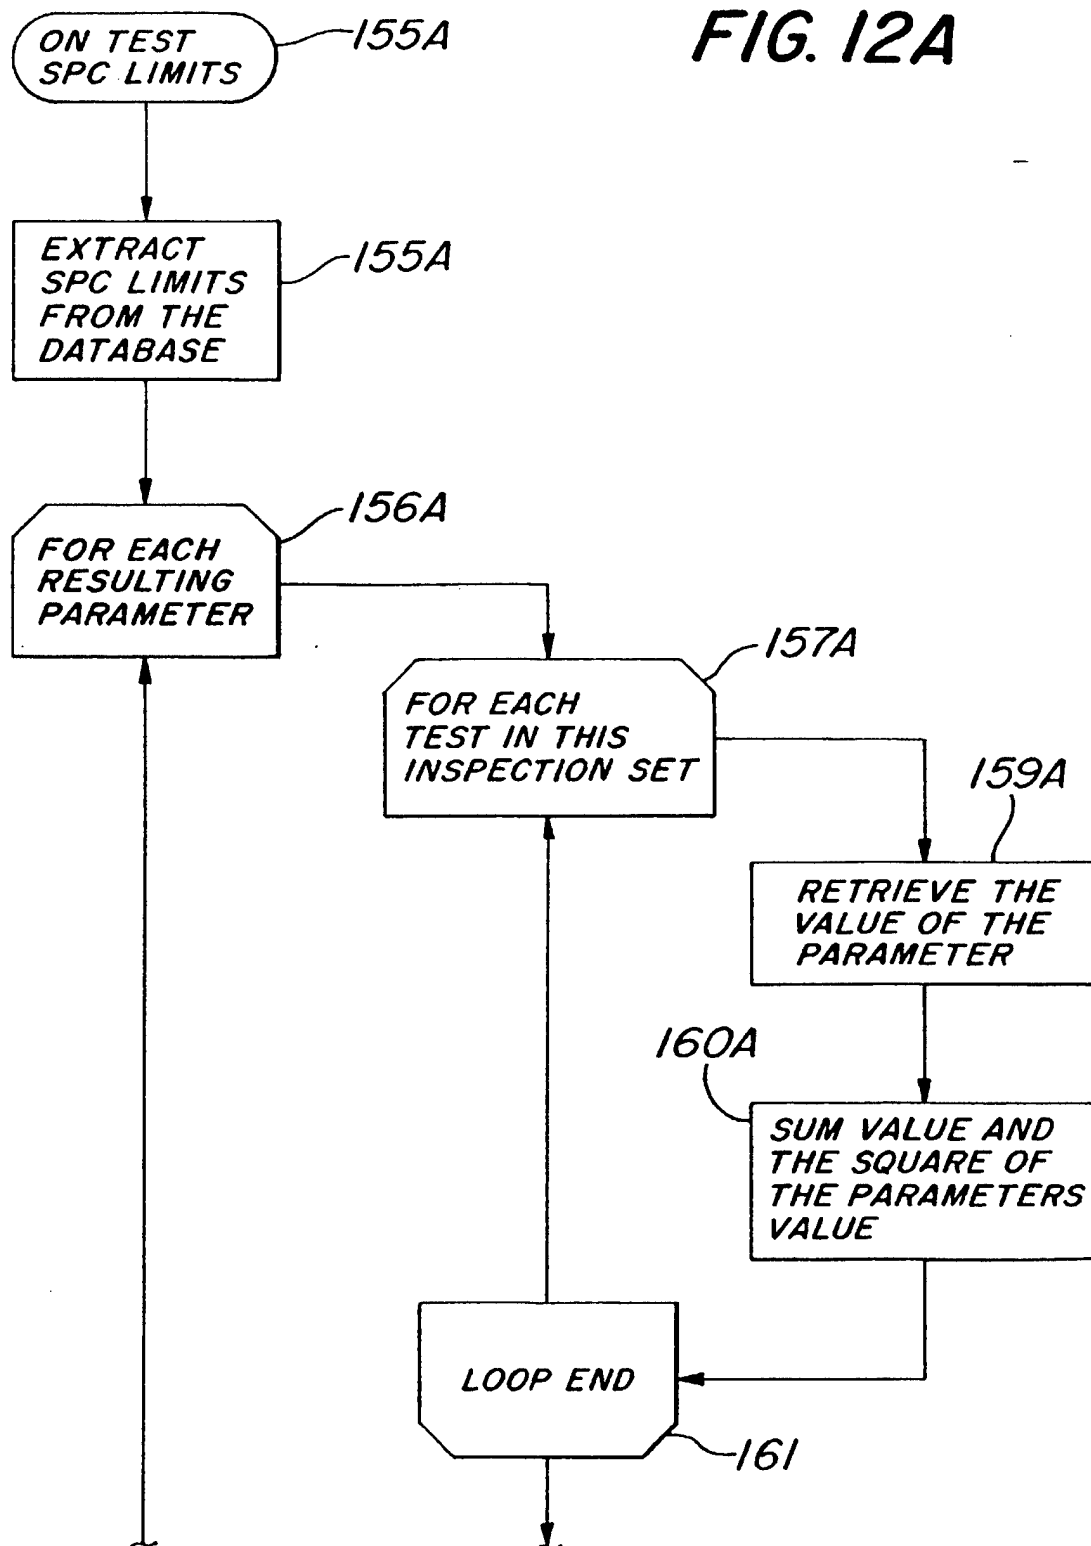 FIG. 12A
ON TEST
SPC LIMITS
155A
EXTRACT
SPC LIMITS
FROM THE
DATABASE
155A
156A
FOR EACH
RESULTING
PARAMETER
157A
FOR EACH
TEST IN THIS
INSPECTION SET
159A
RETRIEVE THE
VALUE OF THE
PARAMETER
160A
SUM VALUE AND
THE SQUARE OF
THE PARAMETERS
VALUE
LOOP END
161